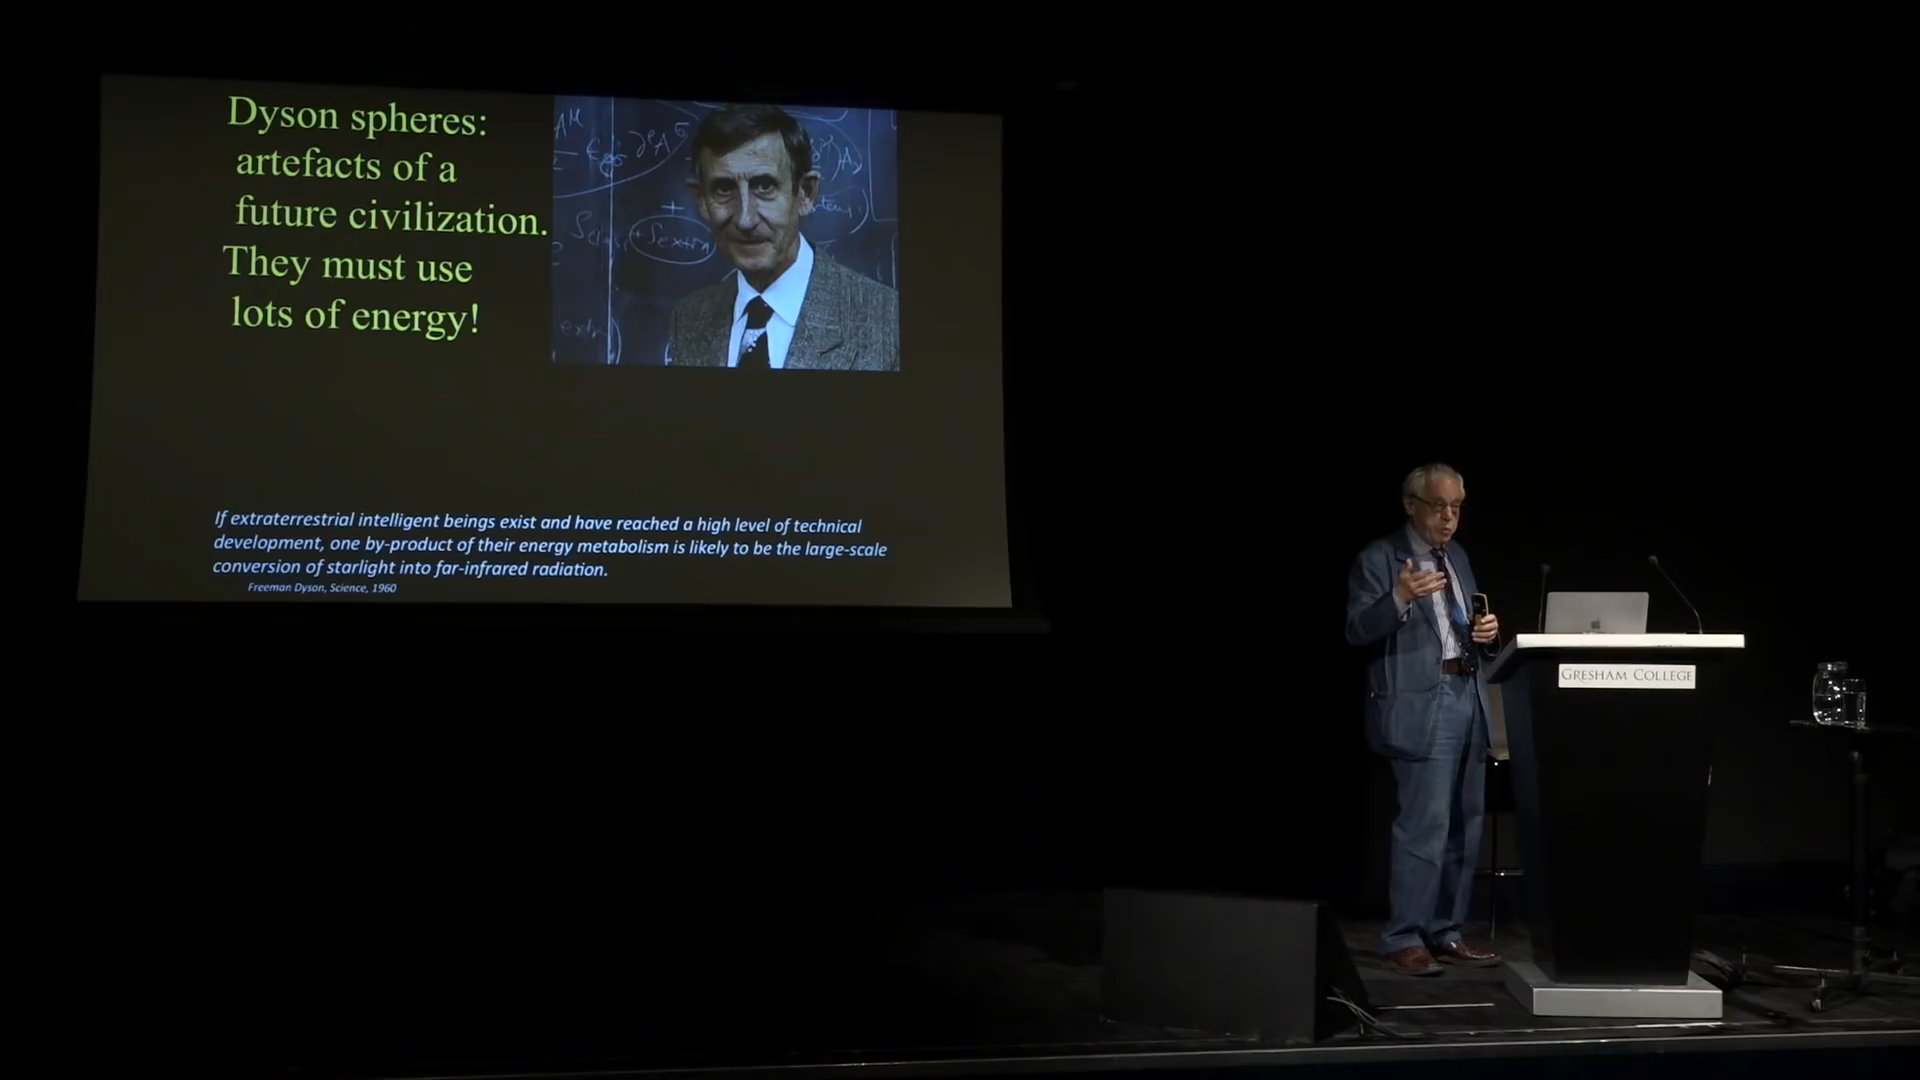 Dyson spheres:
artefacts of a
future civilization.
They must use
lots of energy!
If extraterrestrial intelligent beings exist and have reached a high level of technical
development, one by-product of their energy metabolism is likely to be the large-scale
conversion of starlight into far-infrared radiation.
Freeman Dyson, Science, 1960
GRESHAM COLLEGE